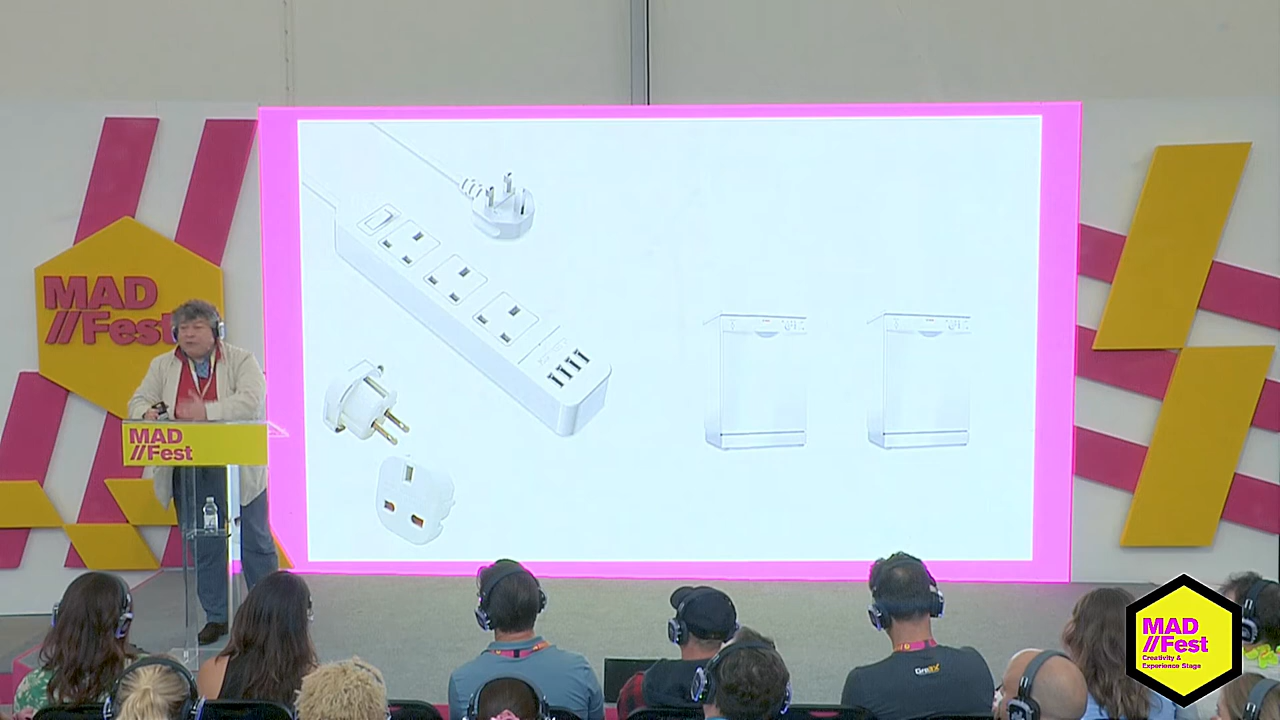 MAD
//Fest
MAD
//Fest
MAD
//Fest
Creativity &
Experience Stage